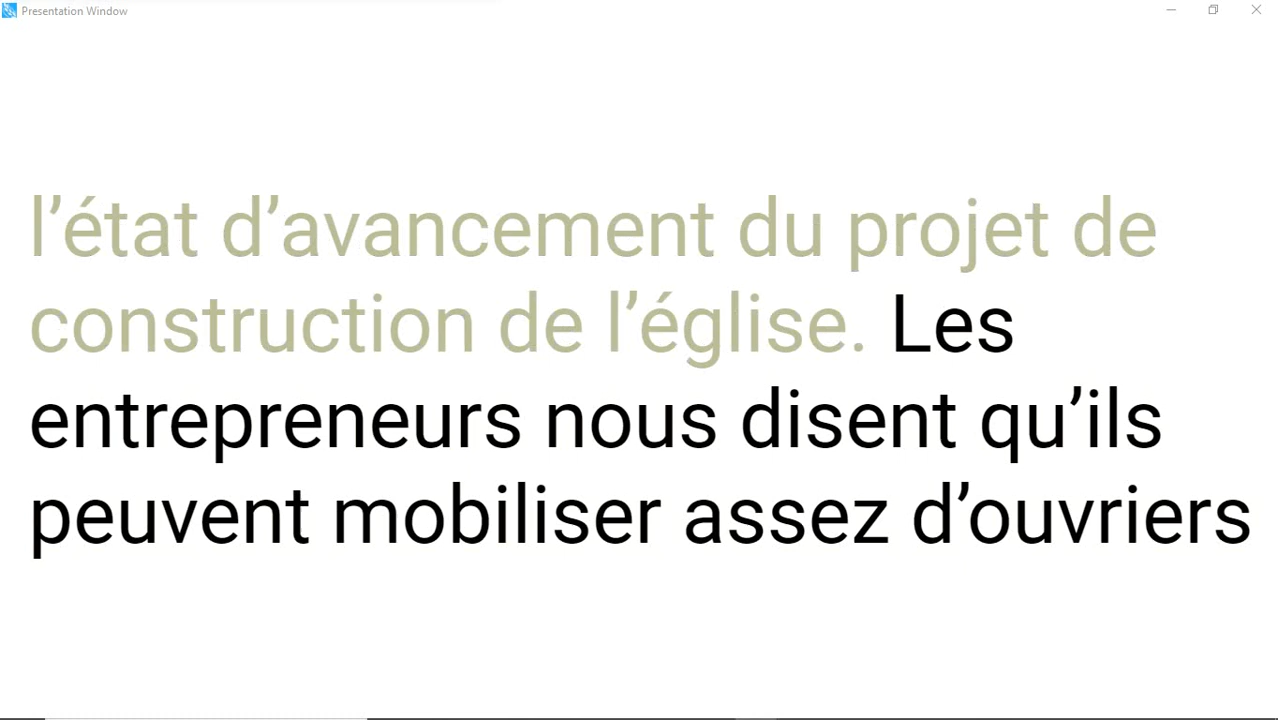 Presentation Window
l’état d’avancement du projet de
construction de l’église. Les
entrepreneurs nous disent qu’ils
peuvent mobiliser assez d’ouvriers